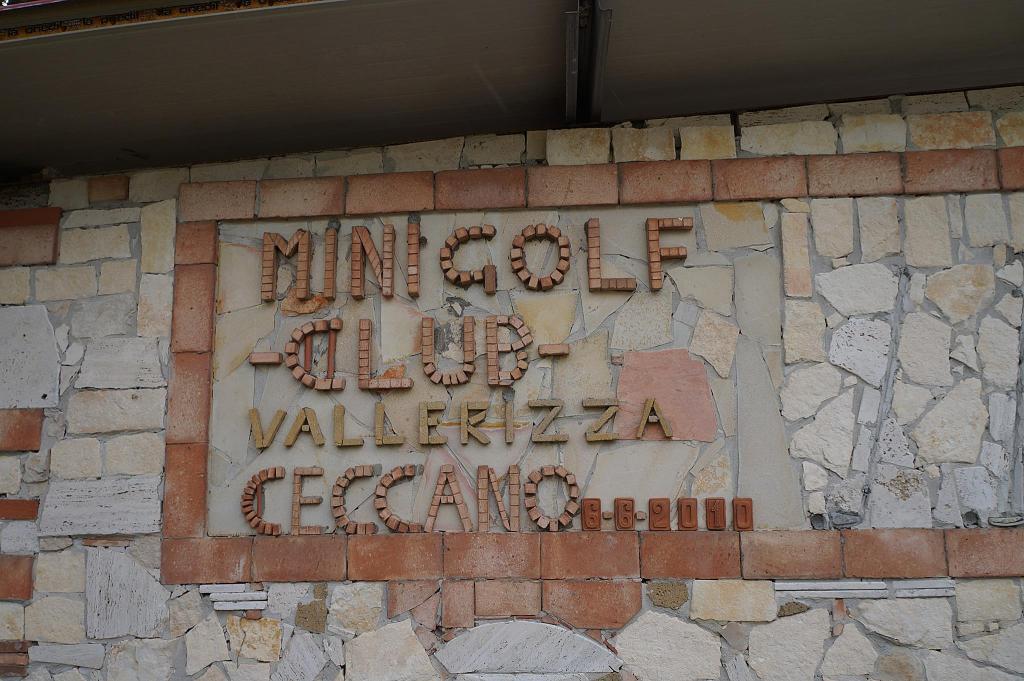 MINIGOLF
-CLUB-
VALLERIZZA
CECCANO 6-6-2010